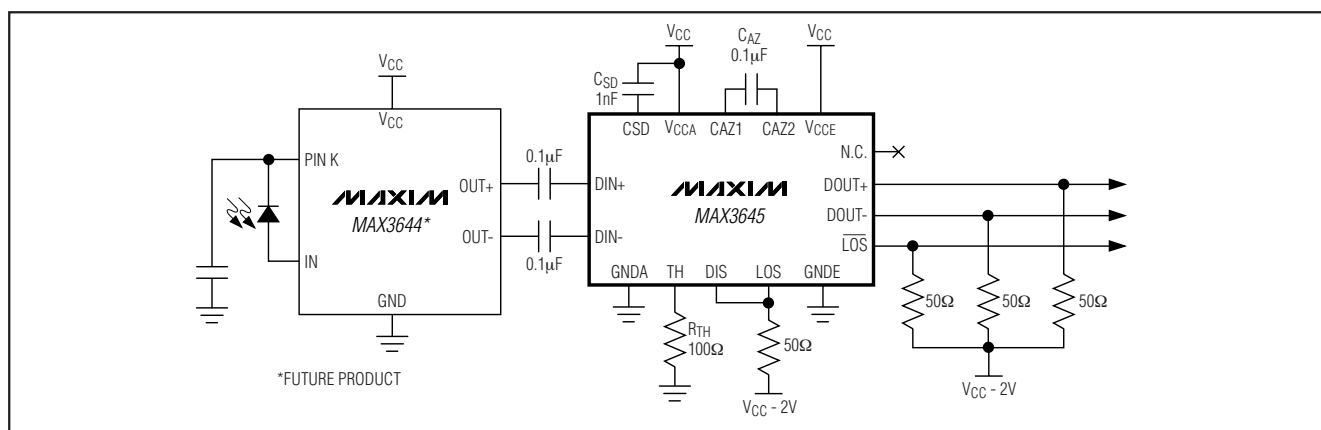 VCC
VCC
PIN K
IN
GND
OUT+
OUT-
MAXIM
MAX3644*
*FUTURE PRODUCT
0.1µF
0.1µF
VCC
CSD
1nF
CAZ
0.1µF
VCC
CSD
VCCA
CAZ1
CAZ2
VCCE
N.C.
DIN+
DIN-
MAXIM
MAX3645
DOUT+
DOUT-
LOS
GNDA
TH
DIS
LOS
GNDE
RTH
100Ω
50Ω
VCC - 2V
50Ω
50Ω
50Ω
VCC - 2V